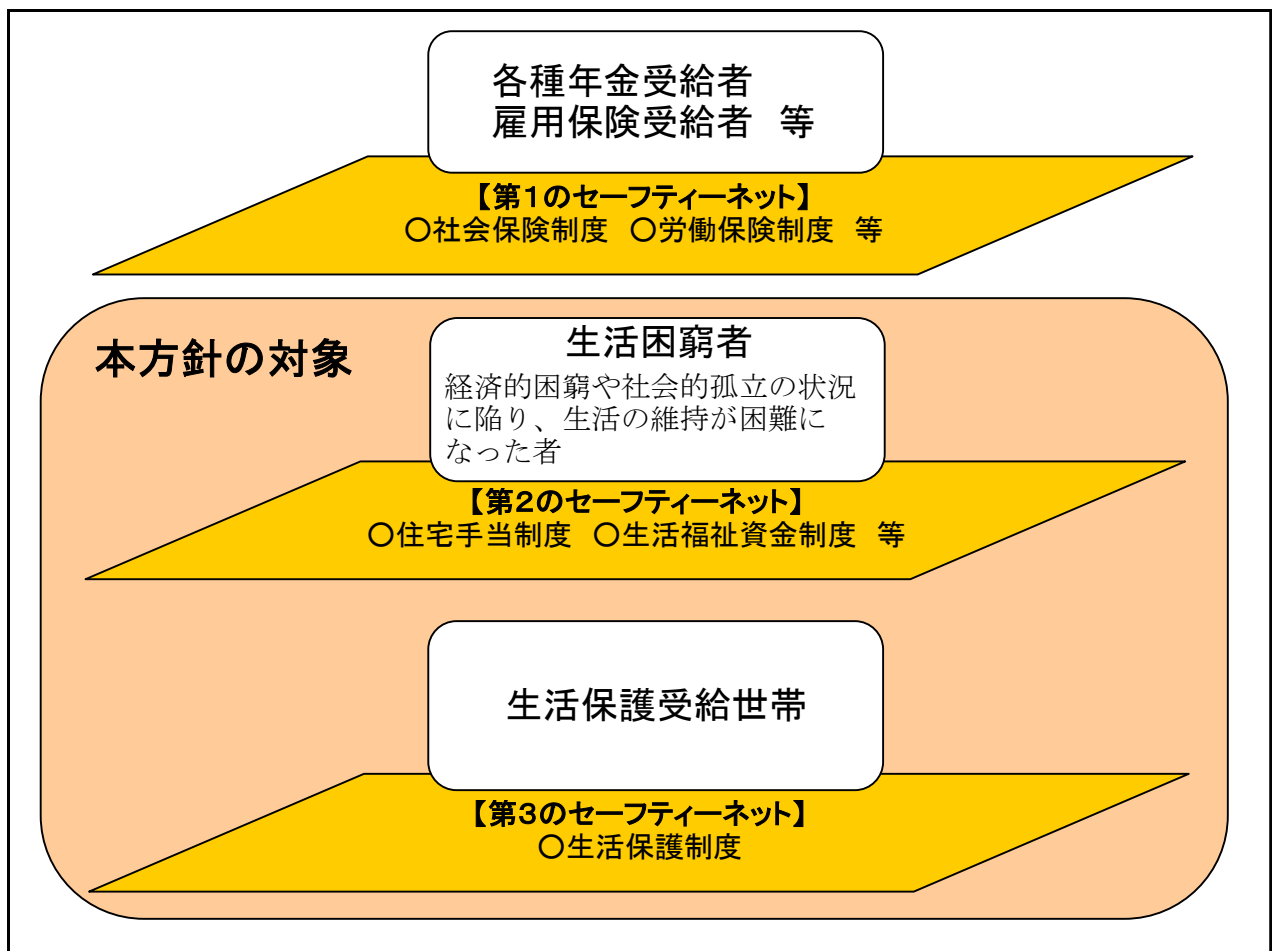 各種年金受給者
雇用保険受給者　等
【第１のセーフティーネット】
○社会保険制度　○労働保険制度　等
本方針の対象
生活困窮者
経済的困窮や社会的孤立の状況
に陥り、生活の維持が困難に
なった者
【第２のセーフティーネット】
○住宅手当制度　○生活福祉資金制度　等
生活保護受給世帯
【第３のセーフティーネット】
○生活保護制度